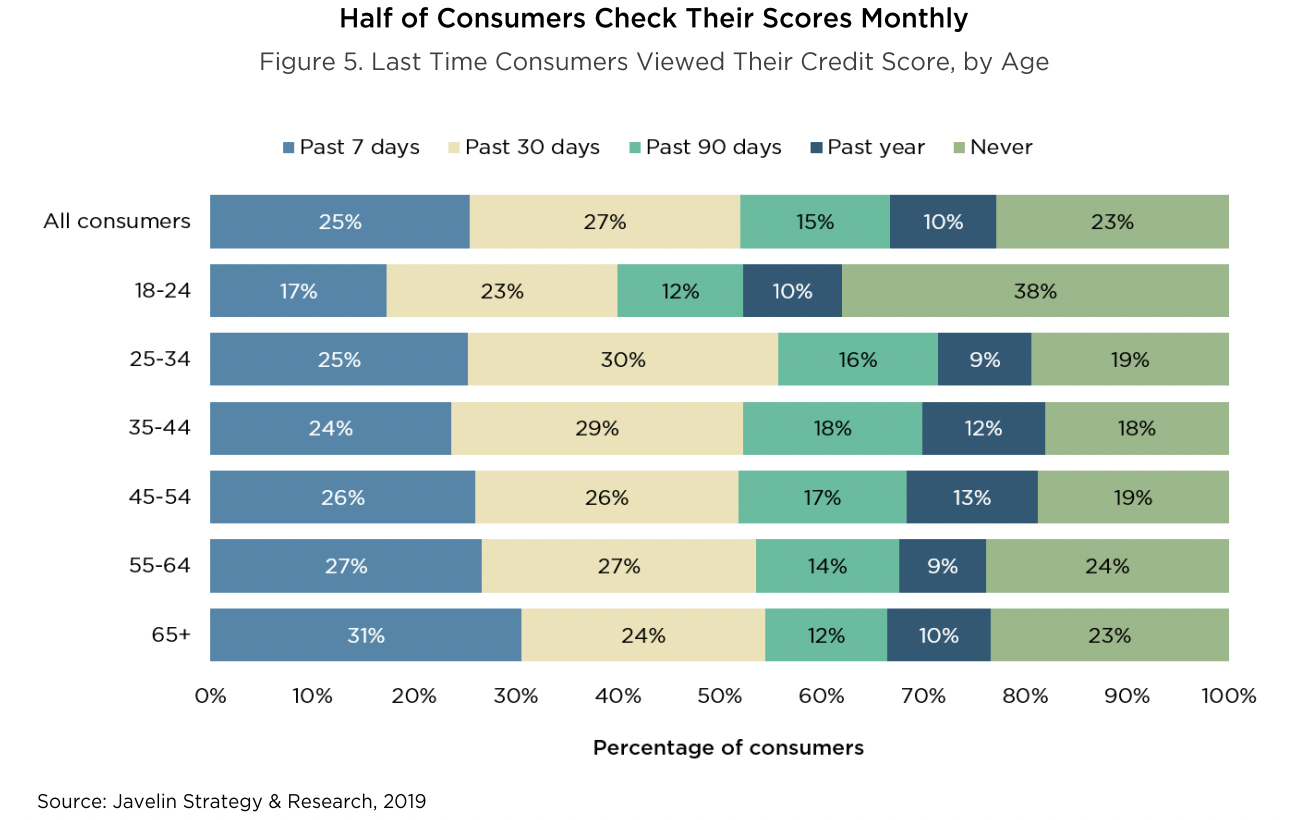 Half of Consumers Check Their Scores Monthly
Figure 5. Last Time Consumers Viewed Their Credit Score, by Age
Past 7 days Past 30 days Past 90 days Past year Never
All consumers 25% 27% 15% 10% 23%
18-24 17% 23% 12% 10% 38%
25-34 25% 30% 16% 9% 19%
35-44 24% 29% 18% 12% 18%
45-54 26% 26% 17% 13% 19%
55-64 27% 27% 14% 9% 24%
65+ 31% 24% 12% 10% 23%
0% 10% 20% 30% 40% 50% 60% 70% 80% 90% 100%
Percentage of consumers
Source: Javelin Strategy & Research, 2019